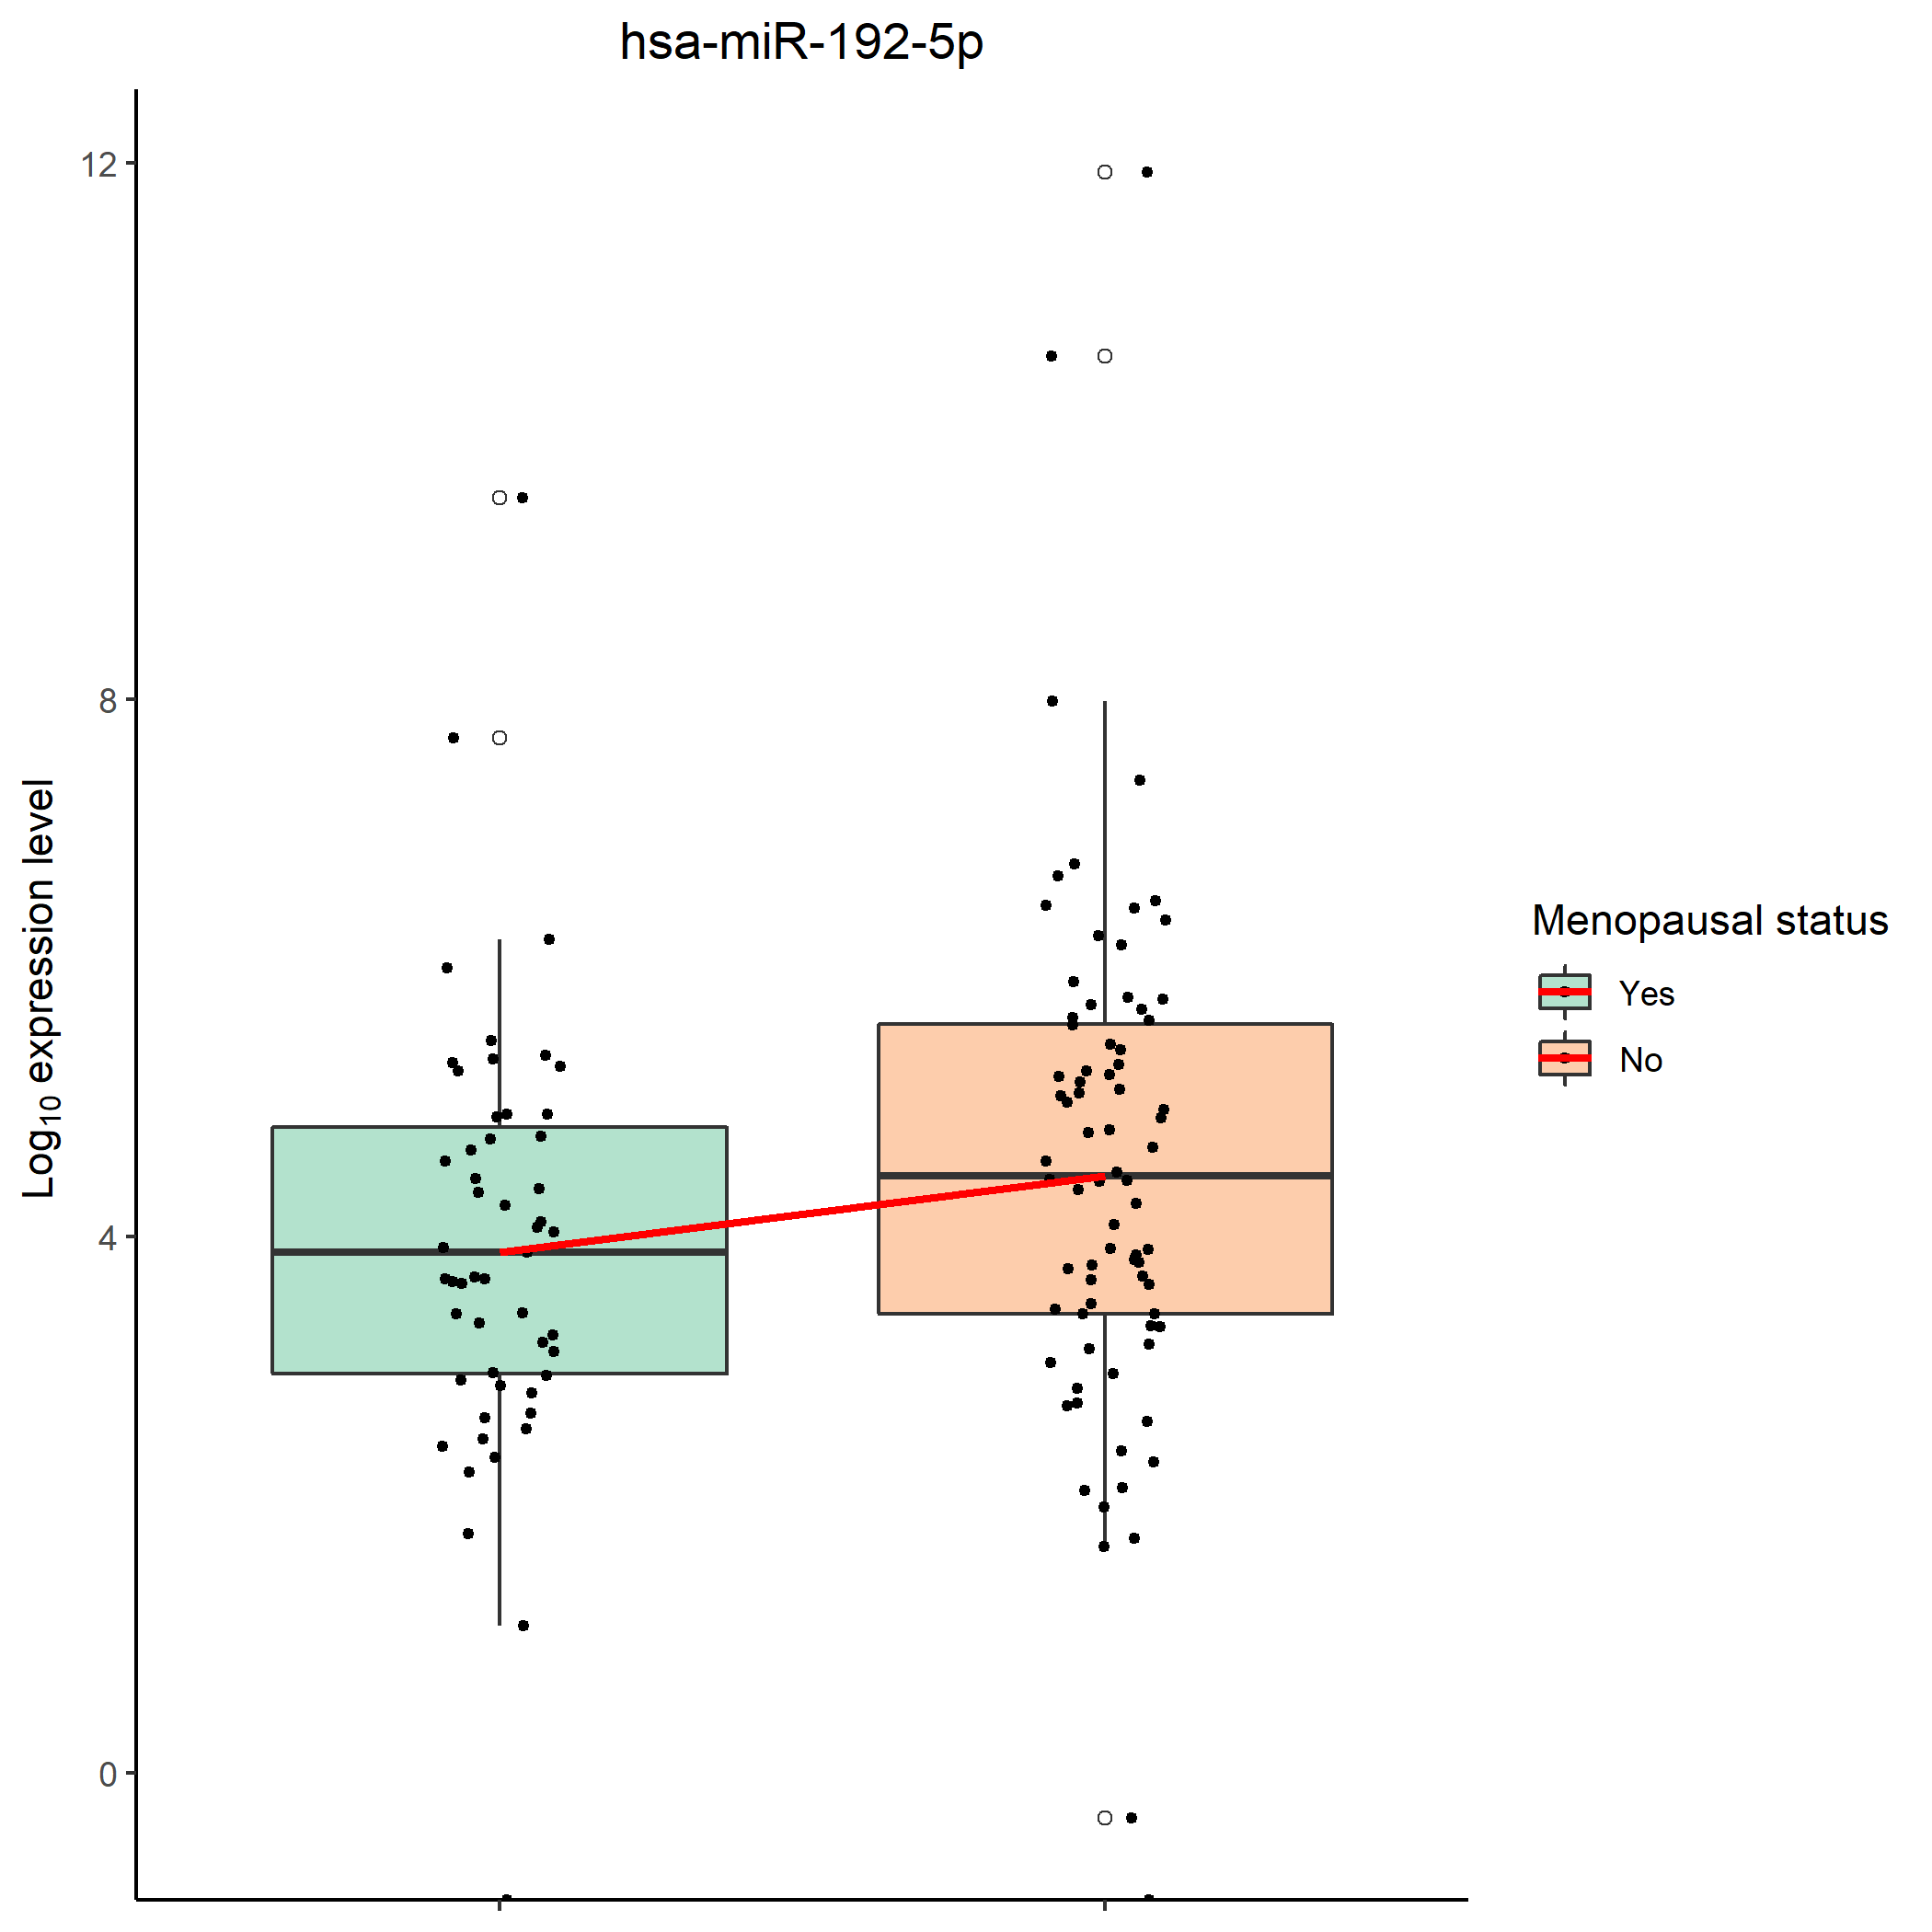 hsa-miR-192-5p
12
8
4
0
Log10 expression level
Menopausal status
Yes
No